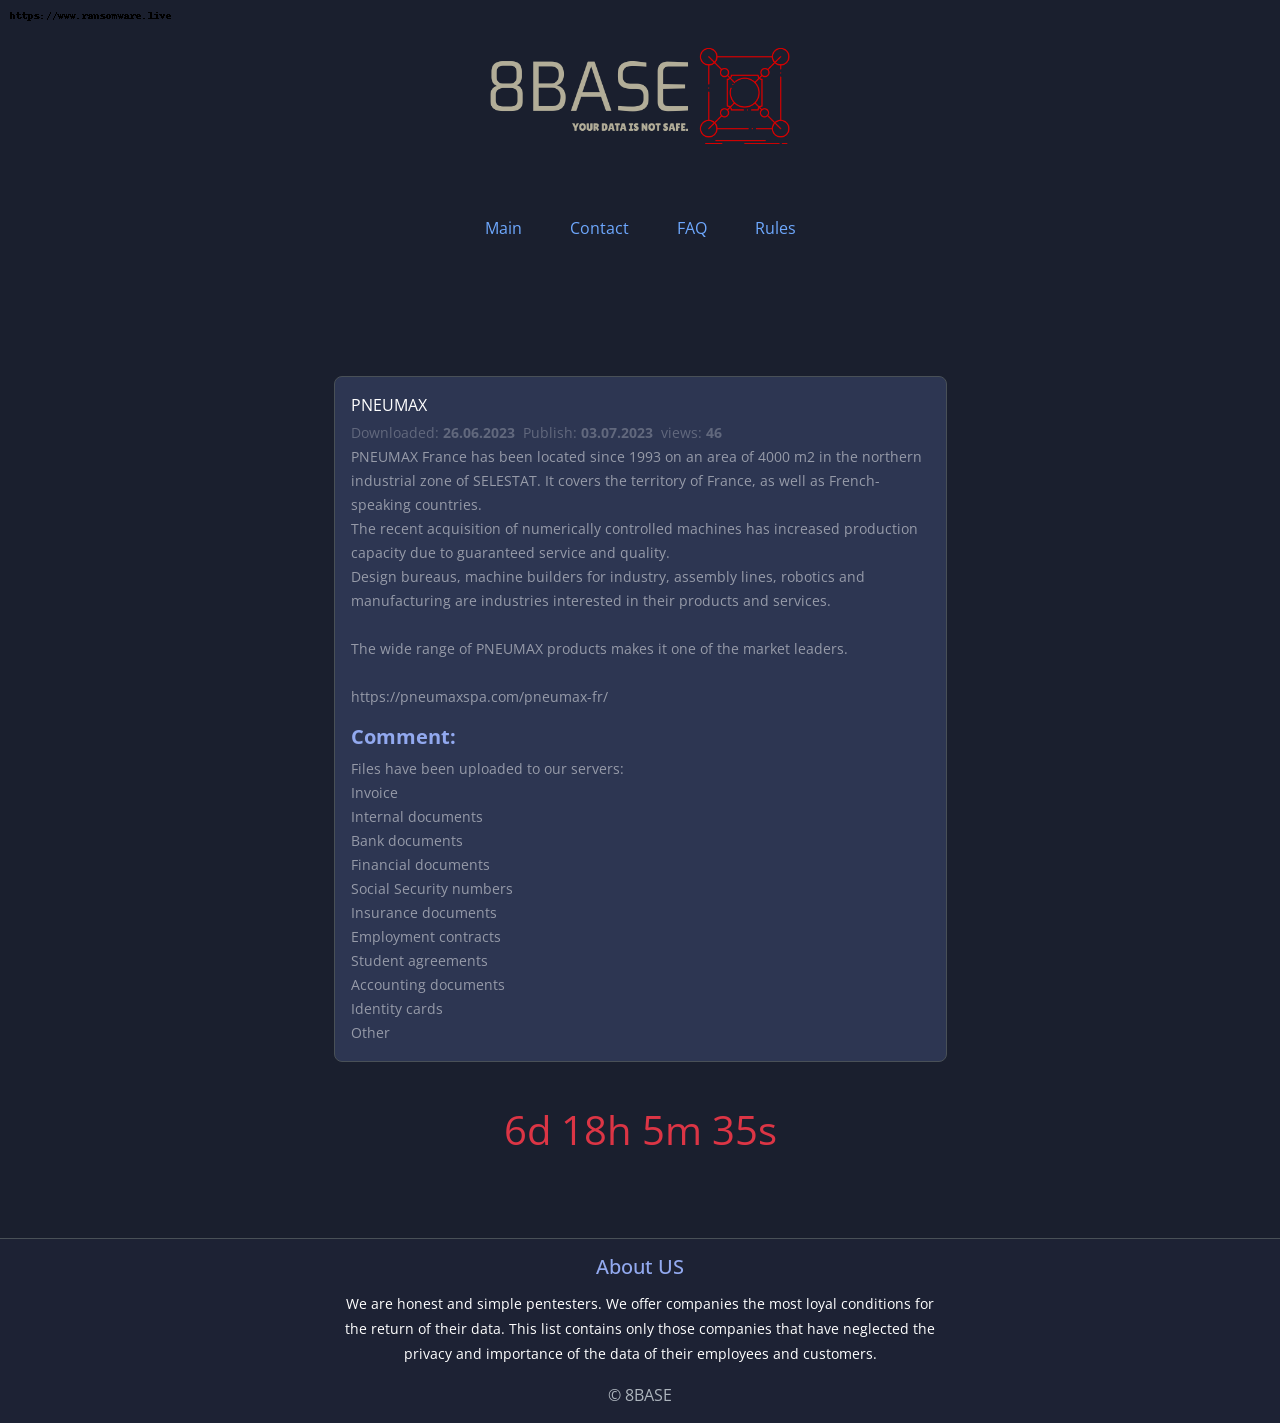 https://www.ransomware.live
8BASE
YOUR DATA IS NOT SAFE.
Main Contact FAQ Rules
PNEUMAX
Downloaded: 26.06.2023 Publish: 03.07.2023 views: 46
PNEUMAX France has been located since 1993 on an area of 4000 m2 in the northern
industrial zone of SELESTAT. It covers the territory of France, as well as French-
speaking countries.
The recent acquisition of numerically controlled machines has increased production
capacity due to guaranteed service and quality.
Design bureaus, machine builders for industry, assembly lines, robotics and
manufacturing are industries interested in their products and services.
The wide range of PNEUMAX products makes it one of the market leaders.
https://pneumaxspa.com/pneumax-fr/
Comment:
Files have been uploaded to our servers:
Invoice
Internal documents
Bank documents
Financial documents
Social Security numbers
Insurance documents
Employment contracts
Student agreements
Accounting documents
Identity cards
Other
6d 18h 5m 35s
About US
We are honest and simple pentesters. We offer companies the most loyal conditions for
the return of their data. This list contains only those companies that have neglected the
privacy and importance of the data of their employees and customers.
© 8BASE